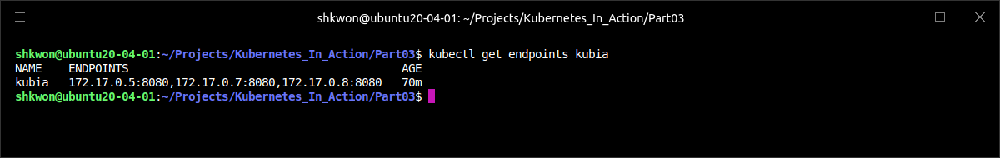 shkwon@ubuntu20-04-01: ~/Projects/Kubernetes_In_Action/Part03
shkwon@ubuntu20-04-01:~/Projects/Kubernetes_In_Action/Part03$ kubectl get endpoints kubia
NAME    ENDPOINTS                                         AGE
kubia   172.17.0.5:8080,172.17.0.7:8080,172.17.0.8:8080   70m
shkwon@ubuntu20-04-01:~/Projects/Kubernetes_In_Action/Part03$